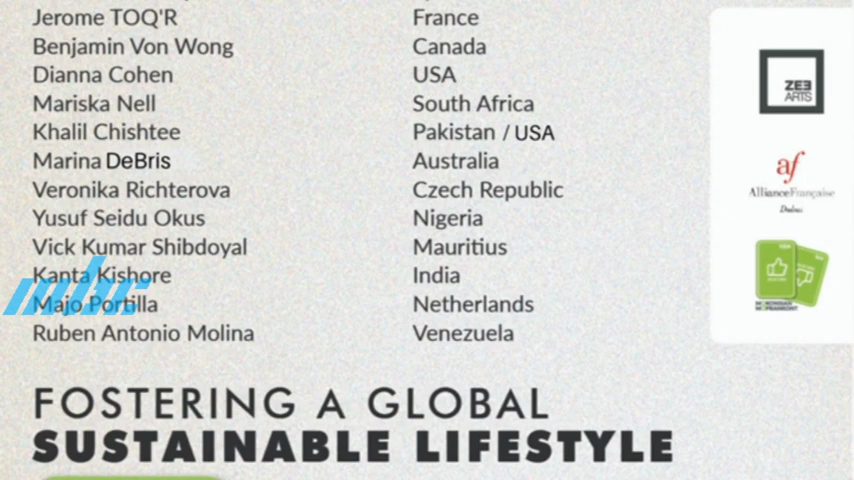 Jerome TOQ'R France
Benjamin Von Wong Canada
Dianna Cohen USA
Mariska Nell South Africa
Khalil Chishtee Pakistan / USA
Marina DeBris Australia
Veronika Richterova Czech Republic
Yusuf Seidu Okus Nigeria
Vick Kumar Shibdoyal Mauritius
Kanta Kishore India
Majo Portilla Netherlands
Ruben Antonio Molina Venezuela
mbr
FOSTERING A GLOBAL
SUSTAINABLE LIFESTYLE
ZEE
ARTS
af
AllianceFrançaise
Dubai